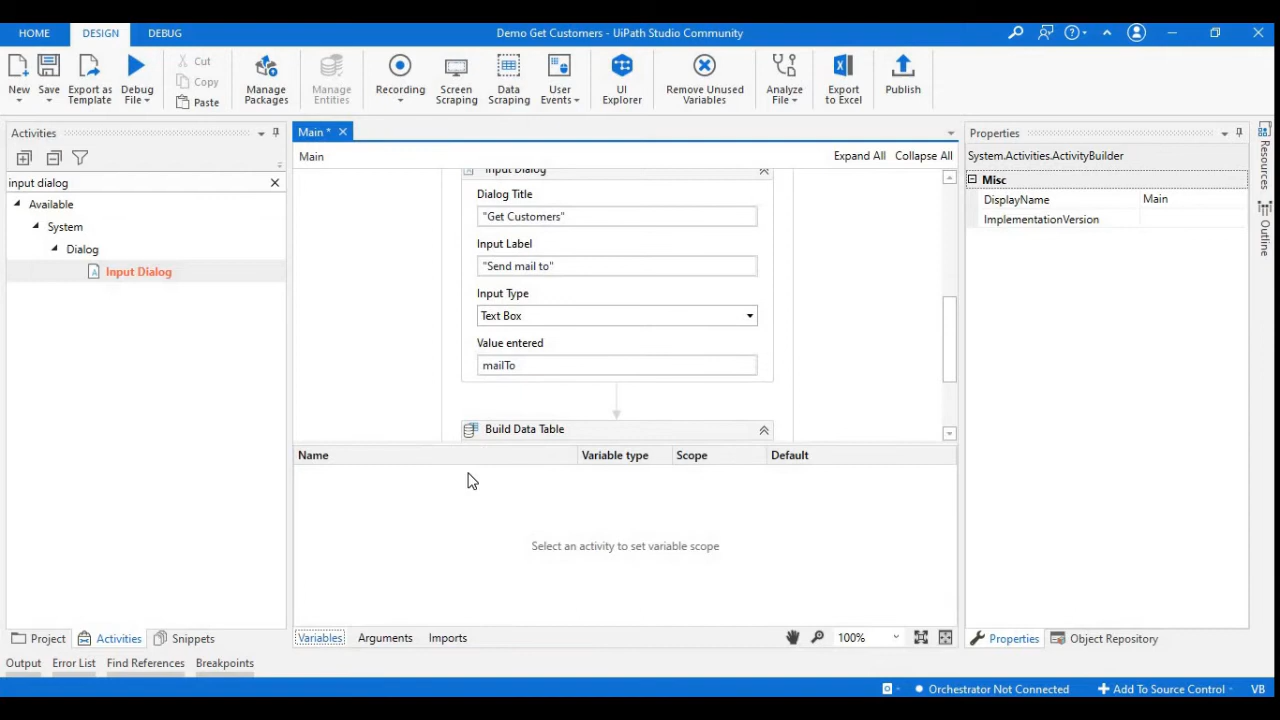 HOME
DESIGN
DEBUG
Demo Get Customers - UiPath Studio Community
New
Save
Export as
Template
Debug
File
Cut
Copy
Paste
Manage
Packages
Manage
Entities
Recording
Screen
Scraping
Data
Scraping
User
Events
UI
Explorer
Remove Unused
Variables
Analyze
File
Export
to Excel
Publish
Activities
input dialog
Available
System
Dialog
Input Dialog
Main *
Main
Expand All
Collapse All
Input Dialog
Dialog Title
"Get Customers"
Input Label
"Send mail to"
Input Type
Text Box
Value entered
mailTo
Build Data Table
Name
Variable type
Scope
Default
Select an activity to set variable scope
Variables
Arguments
Imports
100%
Properties
System.Activities.ActivityBuilder
Misc
DisplayName
Main
ImplementationVersion
Resources
Outline
Project
Activities
Snippets
Properties
Object Repository
Output
Error List
Find References
Breakpoints
Orchestrator Not Connected
Add To Source Control
VB